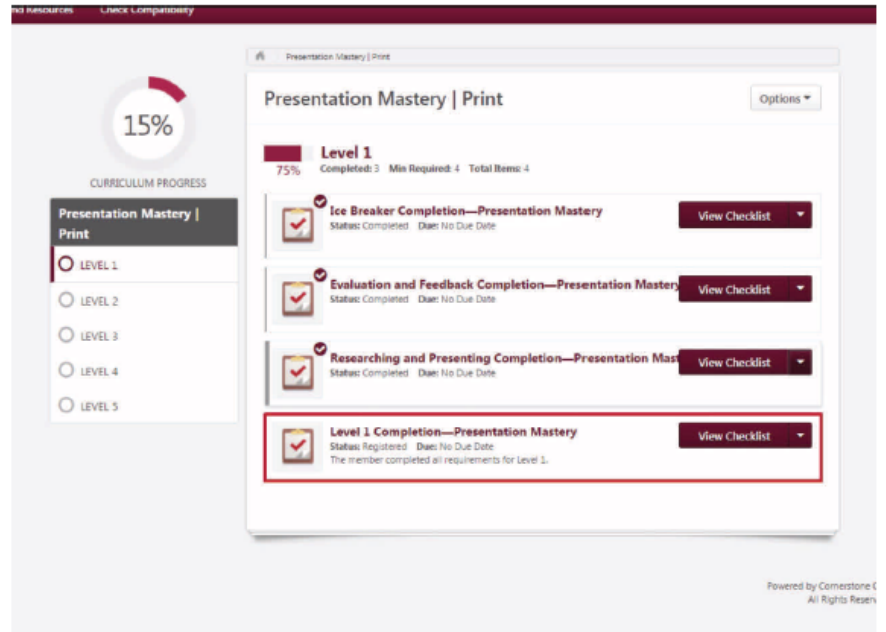 nd Resources Check Compatibility
Presentation Mastery | Print
15%
CURRICULUM PROGRESS
Presentation Mastery |
Print
LEVEL 1
LEVEL 2
LEVEL 3
LEVEL 4
LEVEL 5
Presentation Mastery | Print
Options
75%
Level 1
Completed: 3 Min Required: 4 Total Items: 4
Ice Breaker Completion—Presentation Mastery
Status: Completed Due: No Due Date
View Checklist
Evaluation and Feedback Completion—Presentation Mastery
Status: Completed Due: No Due Date
View Checklist
Researching and Presenting Completion—Presentation Mast
Status: Completed Due: No Due Date
View Checklist
Level 1 Completion—Presentation Mastery
Status: Registered Due: No Due Date
The member completed all requirements for Level 1.
View Checklist
Powered by Cornerstone
All Rights Reserv